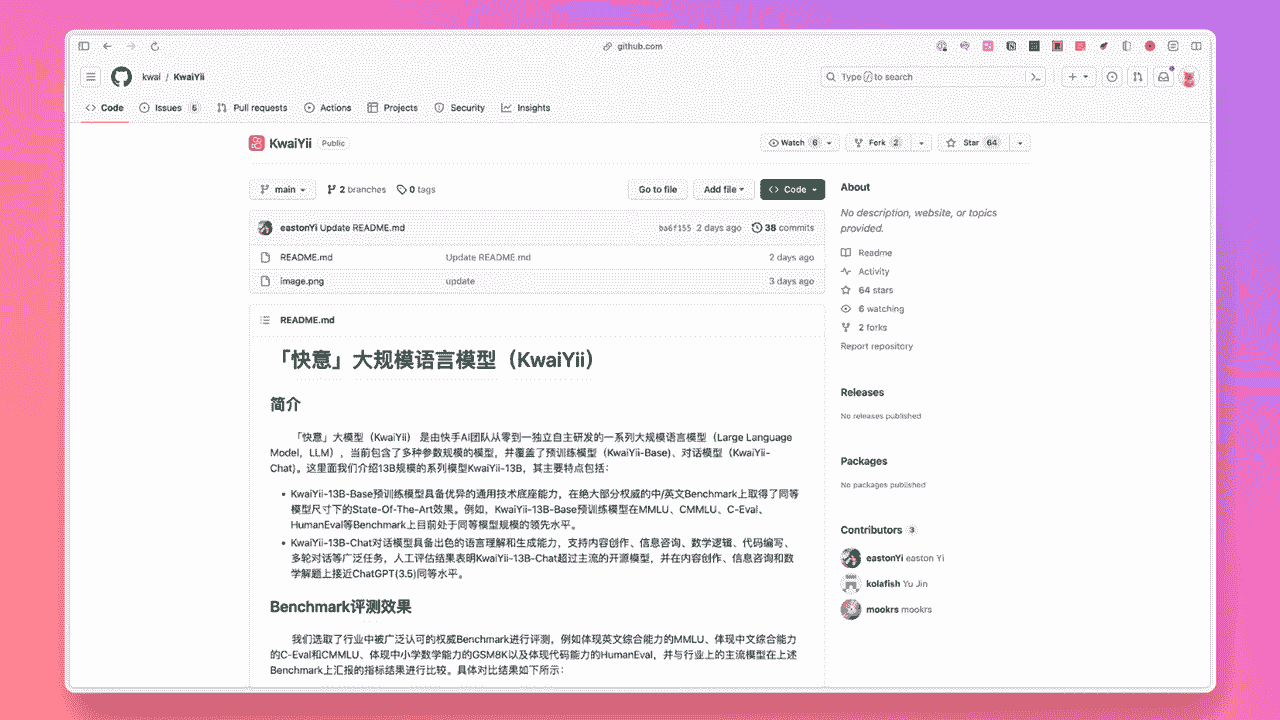 github.com
kwai / KwaiYii
Type / to search
Code Issues 6 Pull requests Actions Projects Security Insights
KwaiYii Public
Watch 6 Fork 2 Star 64
main 2 branches 0 tags Go to file Add file Code
eastonYi Update README.md ba6f155 2 days ago 38 commits
README.md Update README.md 2 days ago
image.png update 3 days ago
README.md
「快意」大规模语言模型（KwaiYii）
简介
「快意」大模型（KwaiYii） 是由快手AI团队从零到一独立自主研发的一系列大规模语言模型（Large Language
Model，LLM），当前包含了多种参数规模的模型，并覆盖了预训练模型（KwaiYii-Base)、对话模型（KwaiYii-
Chat)。这里面我们介绍13B规模的系列模型KwaiYii-13B，其主要特点包括：
• KwaiYii-13B-Base预训练模型具备优异的通用技术底座能力，在绝大部分权威的中/英文Benchmark上取得了同等
模型尺寸下的State-Of-The-Art效果。例如，KwaiYii-13B-Base预训练模型在MMLU、CMMLU、C-Eval、
HumanEval等Benchmark上目前处于同等模型规模的领先水平。
• KwaiYii-13B-Chat对话模型具备出色的语言理解和生成能力，支持内容创作、信息咨询、数学逻辑、代码编写、
多轮对话等广泛任务，人工评估结果表明KwaiYii-13B-Chat超过主流的开源模型，并在内容创作、信息咨询和数
学解题上接近ChatGPT(3.5)同等水平。
Benchmark评测效果
我们选取了行业中被广泛认可的权威Benchmark进行评测，例如体现英文综合能力的MMLU、体现中文综合能力
的C-Eval和CMMLU、体现中小学数学能力的GSM8K以及体现代码能力的HumanEval，并与行业上的主流模型在上述
Benchmark上汇报的指标结果进行比较。具体对比结果如下所示：
About
No description, website, or topics
provided.
Readme
Activity
64 stars
6 watching
2 forks
Report repository
Releases
No releases published
Packages
No packages published
Contributors 3
eastonYi easton Yi
kolafish Yu Jin
mookrs mookrs